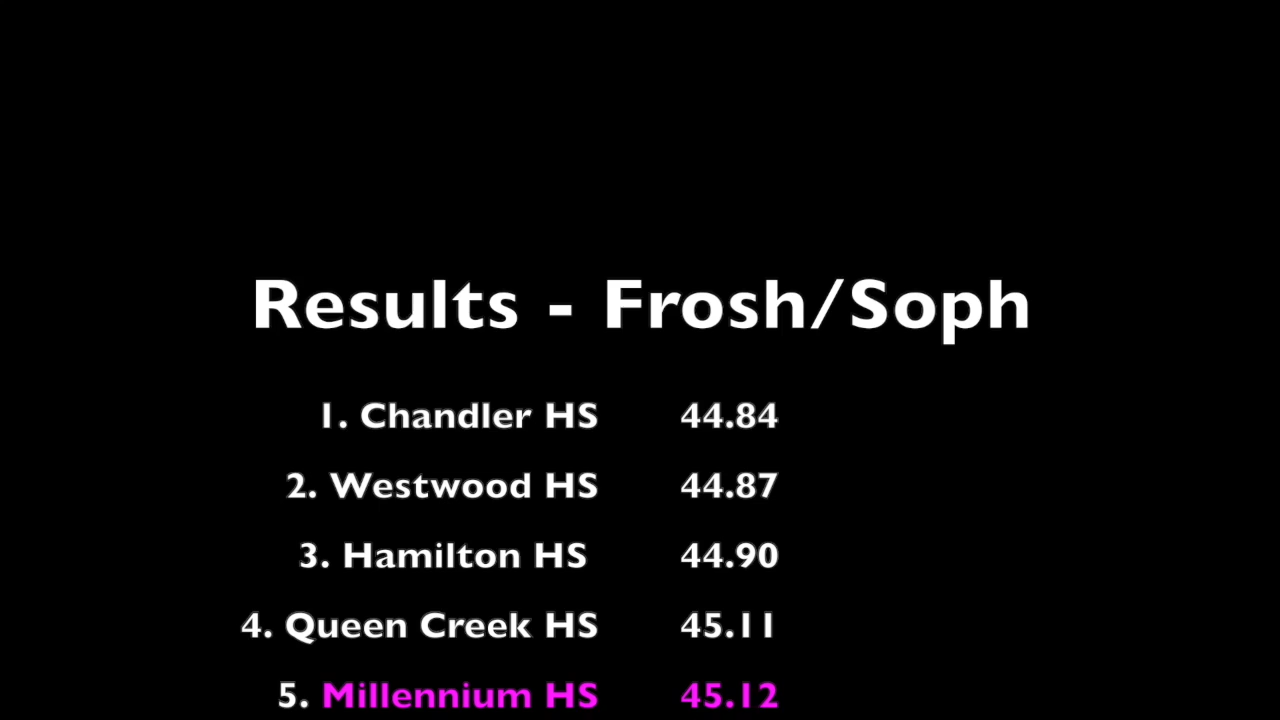 Results - Frosh/Soph
1. Chandler HS 44.84
2. Westwood HS 44.87
3. Hamilton HS 44.90
4. Queen Creek HS 45.11
5. Millennium HS 45.12